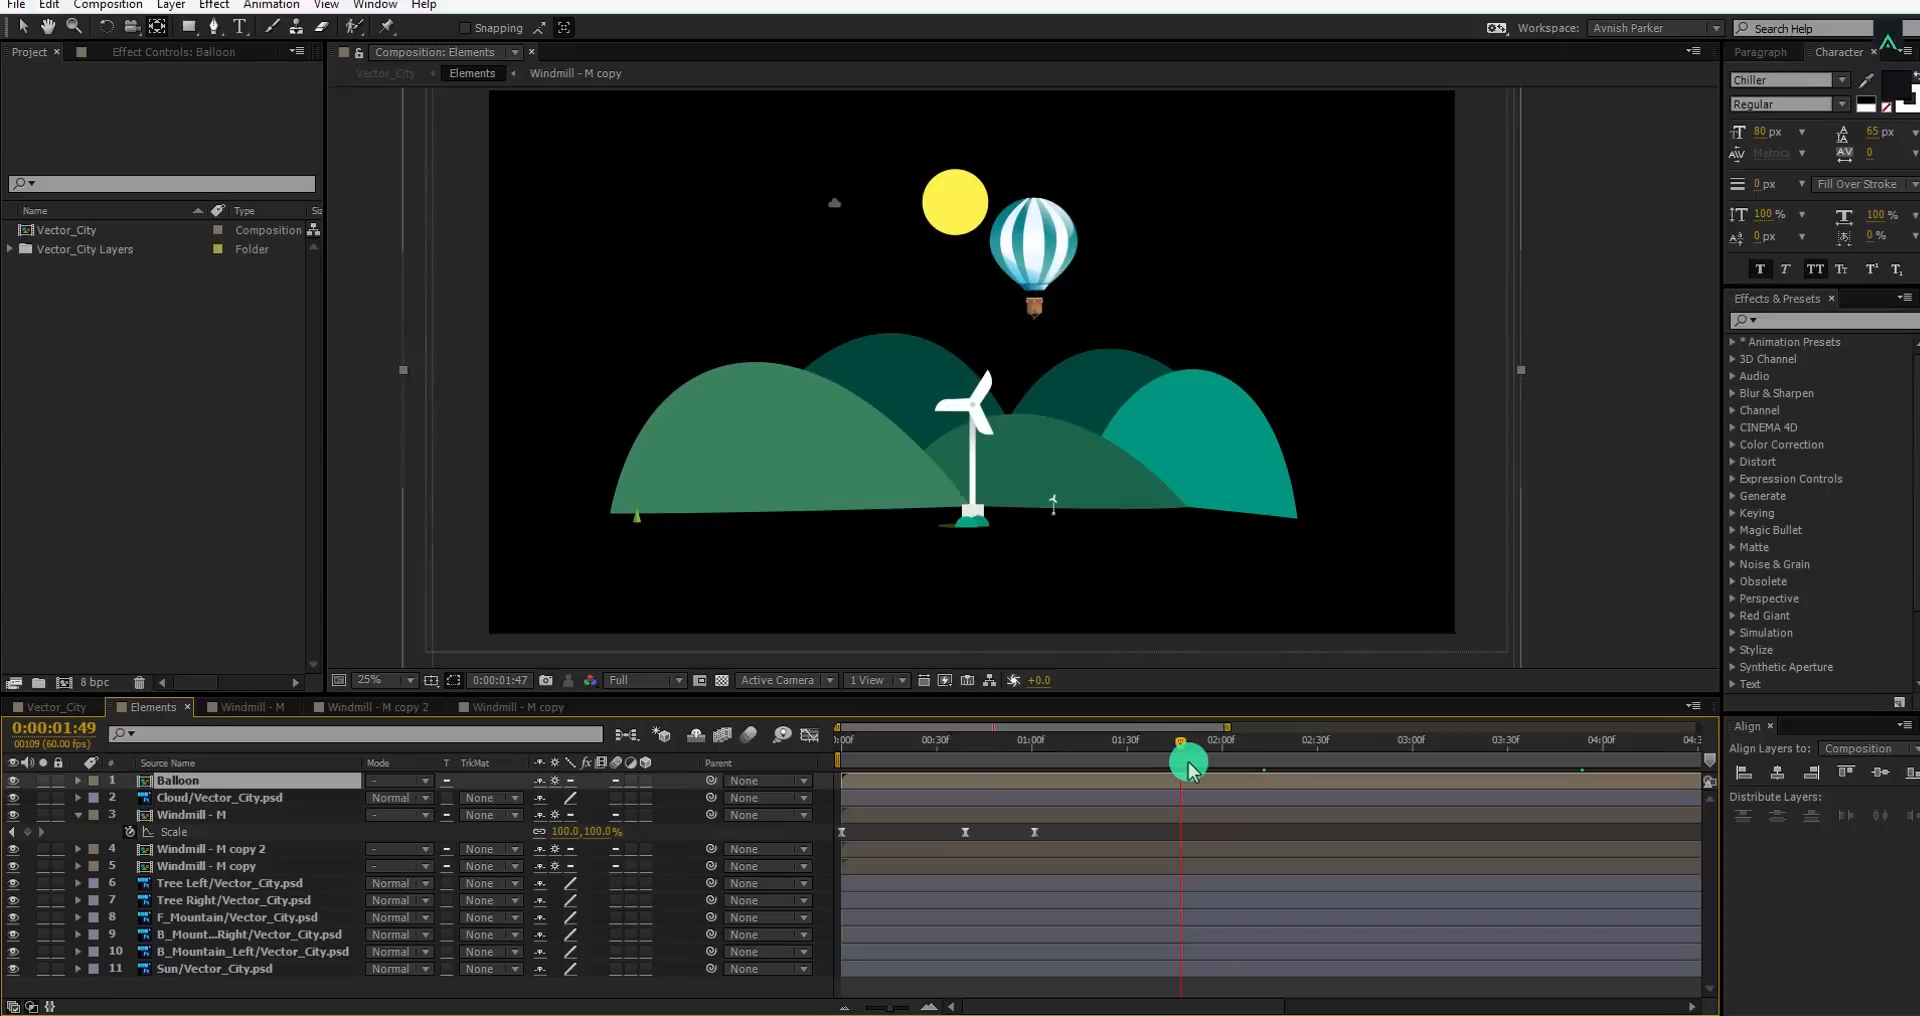 File Edit Composition Layer Effect Animation View Window Help
Snapping
Workspace: Avnish Parker
Search Help
Project × Effect Controls: Balloon
Composition: Elements ×
Paragraph Character ×
Vector_City Elements Windmill - M copy
Chiller
Regular
80 px 65 px
Metrics 0
0 px Fill Over Stroke
100 % 100 %
0 px 0 %
T T TT Tr T¹ T₁
Name Type Siz
Vector_City Composition
Vector_City Layers Folder
Effects & Presets ×
* Animation Presets
3D Channel
Audio
Blur & Sharpen
Channel
CINEMA 4D
Color Correction
Distort
Expression Controls
Generate
Keying
Magic Bullet
Matte
Noise & Grain
Obsolete
Perspective
Red Giant
Simulation
Stylize
Synthetic Aperture
Text
8 bpc
25% 0:00:01:47 Full Active Camera 1 View +0.0
Vector_City Elements × Windmill - M Windmill - M copy 2 Windmill - M copy
0:00:01:49
00109 (60.00 fps)
:00f 00:30f 01:00f 01:30f 02:00f 02:30f 03:00f 03:30f 04:00f 04:3
# Source Name Mode T TrkMat fx Parent
1 Balloon - None
2 Cloud/Vector_City.psd Normal None None
3 Windmill - M - None None
Scale 100.0,100.0%
4 Windmill - M copy 2 - None None
5 Windmill - M copy - None None
6 Tree Left/Vector_City.psd Normal None None
7 Tree Right/Vector_City.psd Normal None None
8 F_Mountain/Vector_City.psd Normal None None
9 B_Mount...Right/Vector_City.psd Normal None None
10 B_Mountain_Left/Vector_City.psd Normal None None
11 Sun/Vector_City.psd Normal None None
Align ×
Align Layers to: Composition
Distribute Layers: